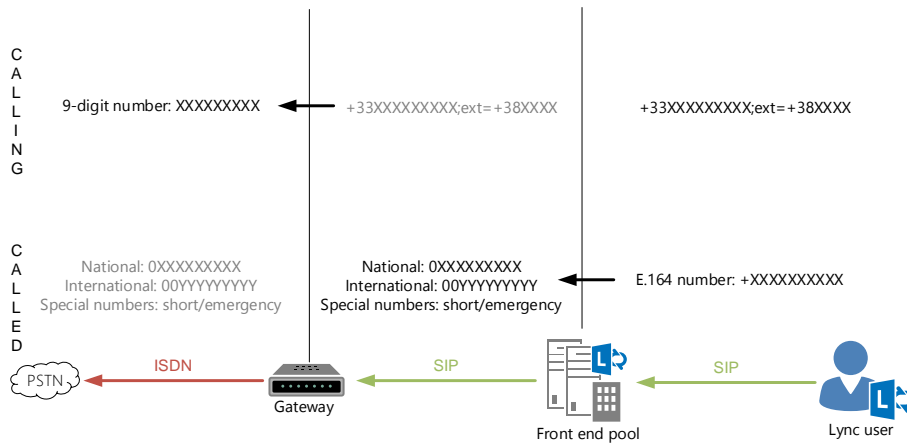 CALLING
9-digit number: XXXXXXXXX
+33XXXXXXXXX;ext=+38XXXX
+33XXXXXXXXX;ext=+38XXXX
CALLED
National: 0XXXXXXXXX
International: 00YYYYYYYYY
Special numbers: short/emergency
National: 0XXXXXXXXX
International: 00YYYYYYYYY
Special numbers: short/emergency
E.164 number: +XXXXXXXXXX
PSTN
ISDN
Gateway
SIP
L
Front end pool
SIP
L
Lync user